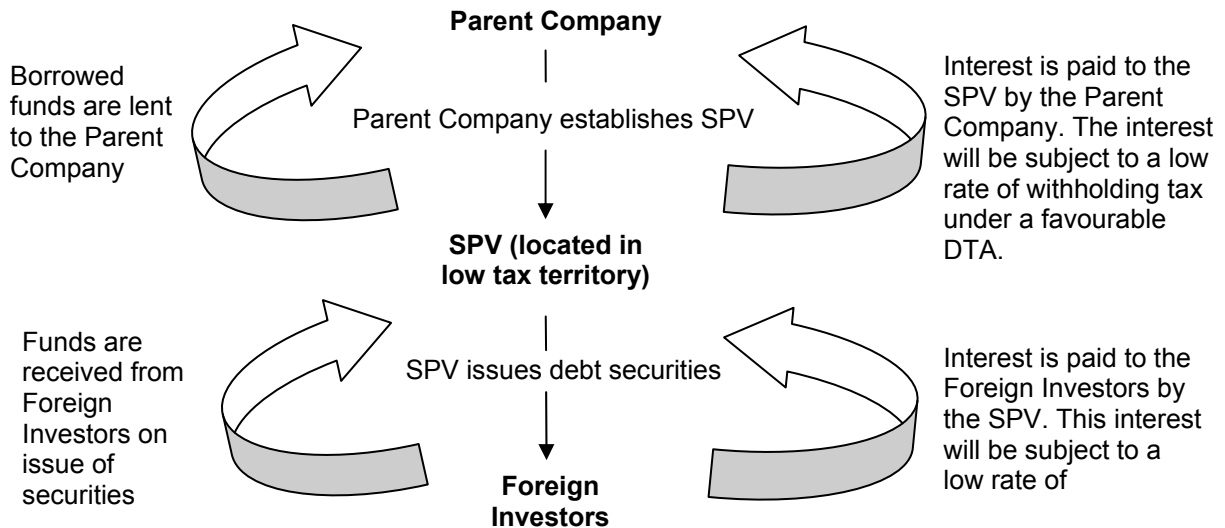 Parent Company
Borrowed
funds are lent
to the Parent
Company
Parent Company establishes SPV
Interest is paid to the
SPV by the Parent
Company. The interest
will be subject to a low
rate of withholding tax
under a favourable
DTA.
SPV (located in
low tax territory)
Funds are
received from
Foreign
Investors on
issue of
securities
SPV issues debt securities
Interest is paid to the
Foreign Investors by
the SPV. This interest
will be subject to a
low rate of
Foreign
Investors